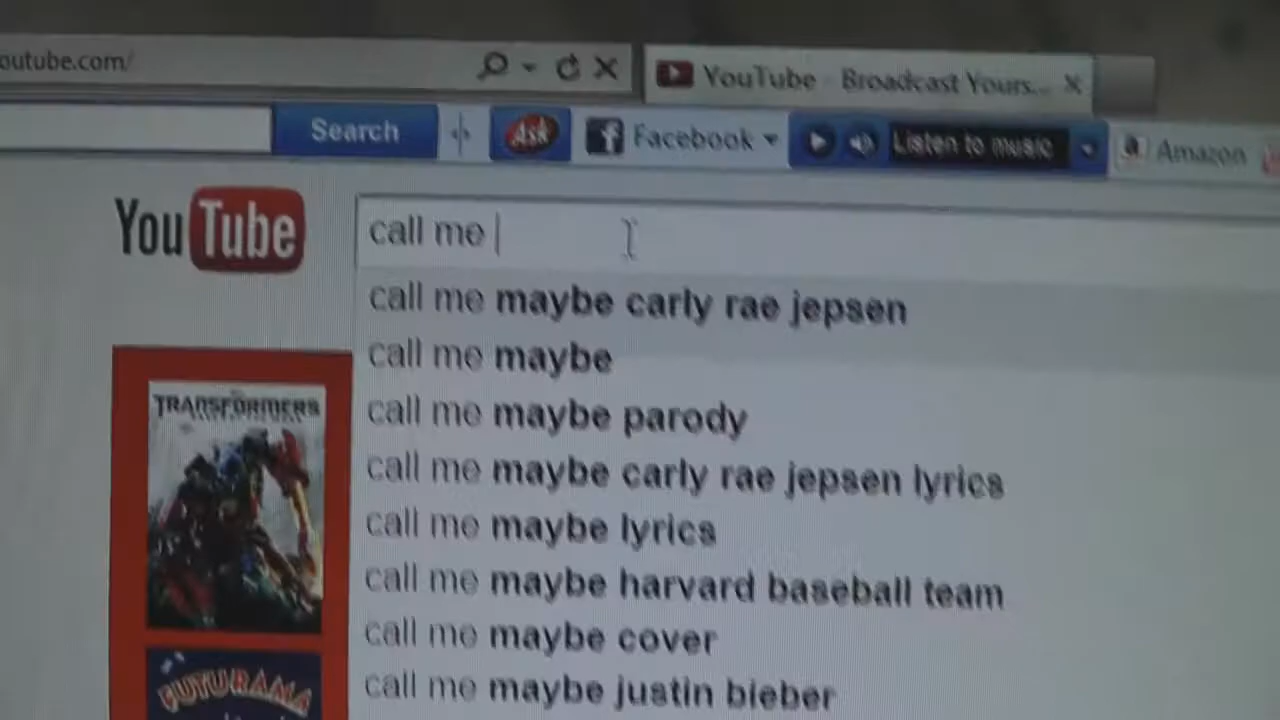 outube.com/
YouTube - Broadcast Yours...
Search
Ask
Facebook
Listen to music
a Amazon
YouTube
call me
call me maybe carly rae jepsen
call me maybe
call me maybe parody
call me maybe carly rae jepsen lyrics
call me maybe lyrics
call me maybe harvard baseball team
call me maybe cover
call me maybe justin bieber
TRANSFORMERS
FUTURAMA